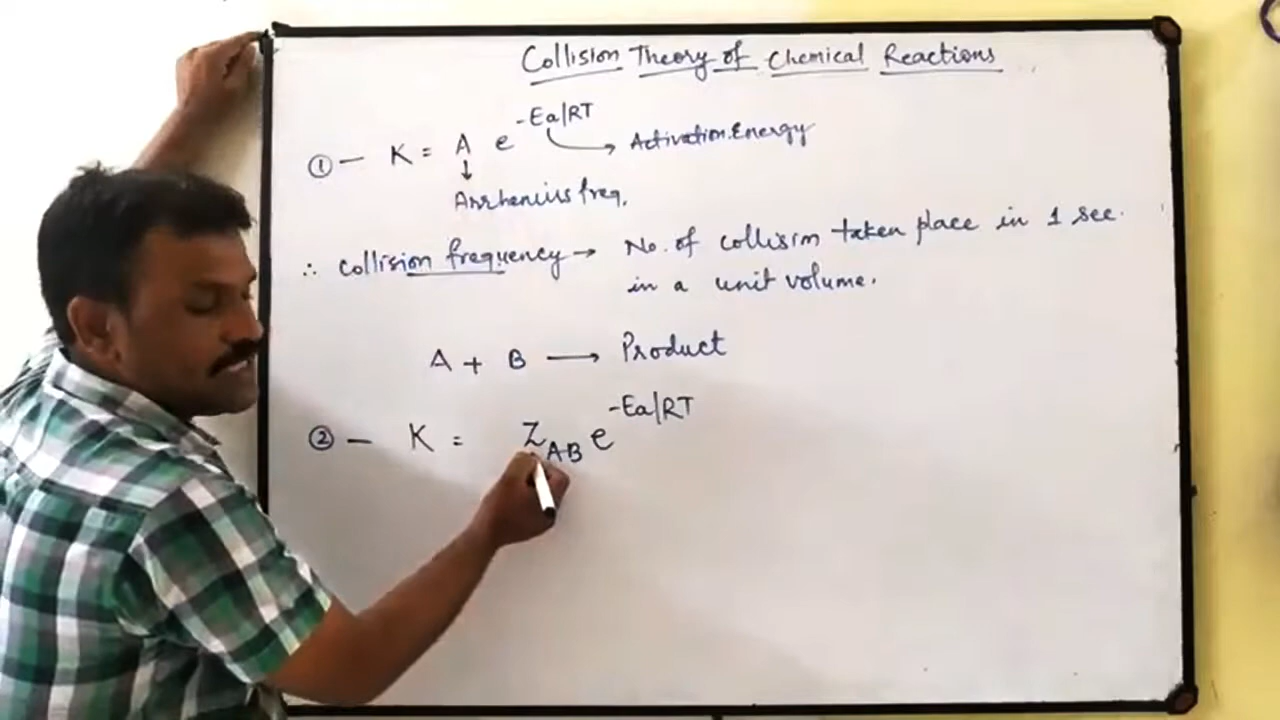 Collision Theory of Chemical Reactions
① — K = A e^-Ea/RT → Activation Energy
↓
Arrhenius freq.
∴ Collision frequency → No. of collision taken place in 1 sec.
in a unit volume.
A + B ⟶ Product
② — K = Z_AB e^-Ea/RT